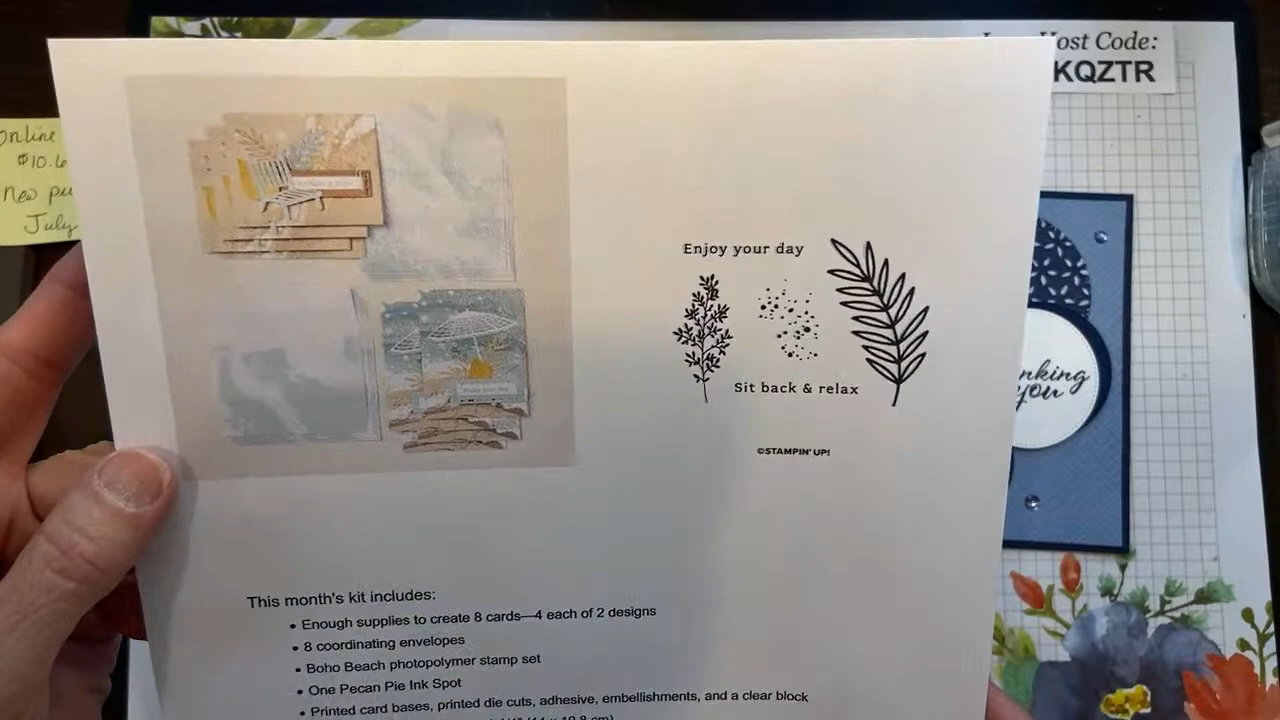 Host Code:
KQZTR
Online
$10.6
new pu
July
Enjoy your day
Sit back & relax
©STAMPIN' UP!
nking
you
This month's kit includes:
• Enough supplies to create 8 cards—4 each of 2 designs
• 8 coordinating envelopes
• Boho Beach photopolymer stamp set
• One Pecan Pie Ink Spot
• Printed card bases, printed die cuts, adhesive, embellishments, and a clear block